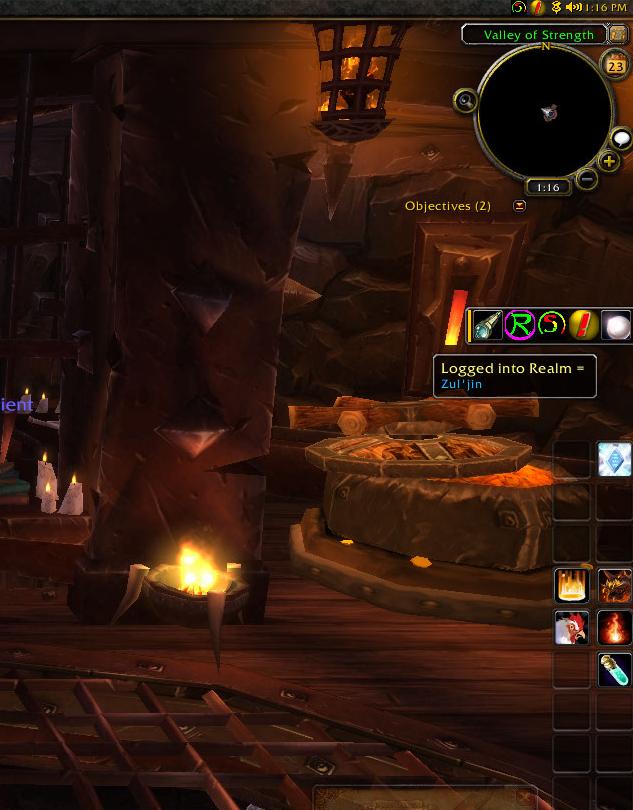 1:16 PM
Valley of Strength
N
23
1:16
Objectives (2)
R
S
Logged into Realm =
Zul'jin
ient